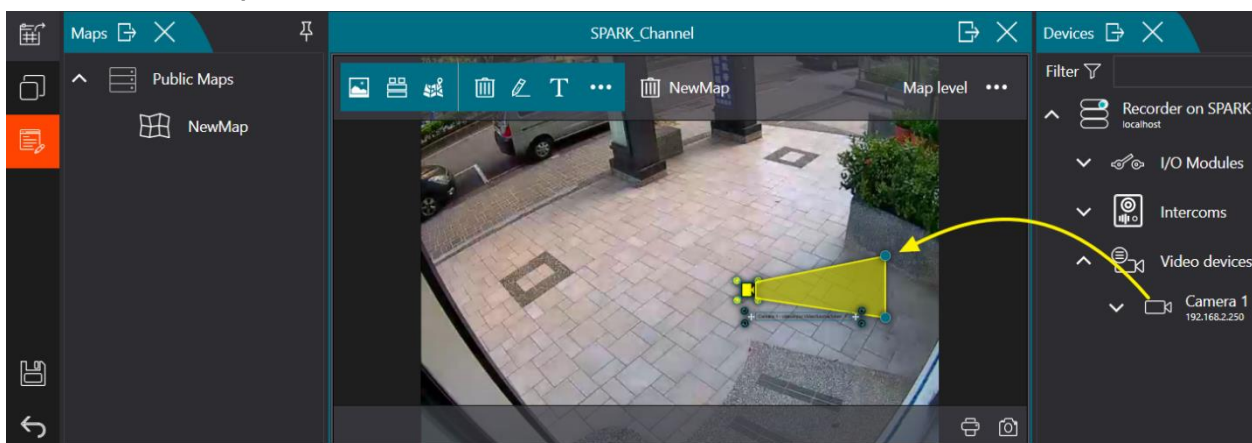 Maps
SPARK_Channel
Devices
Public Maps
NewMap
T
NewMap
Map level
Filter
Recorder on SPARK
localhost
I/O Modules
Intercoms
Video devices
Camera 1
192.168.2.250